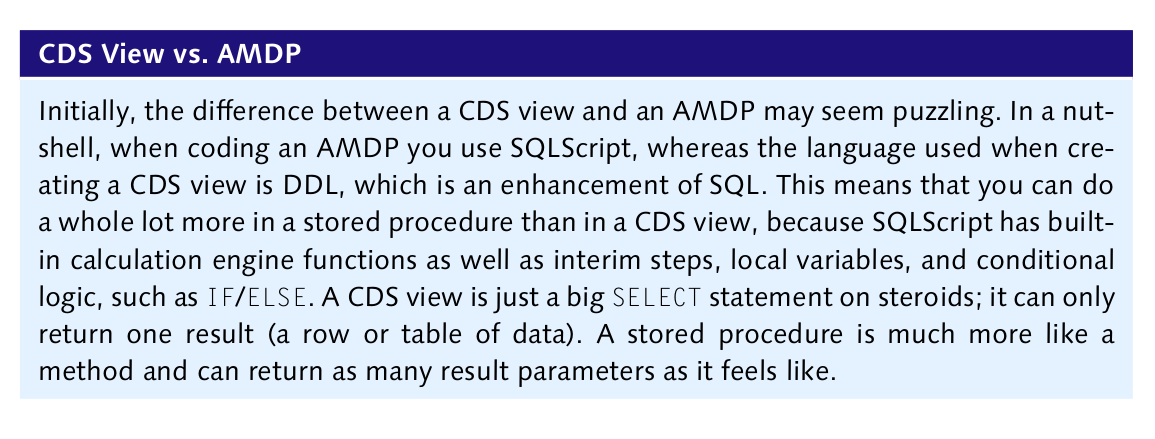 CDS View vs. AMDP
Initially, the difference between a CDS view and an AMDP may seem puzzling. In a nut-
shell, when coding an AMDP you use SQLScript, whereas the language used when cre-
ating a CDS view is DDL, which is an enhancement of SQL. This means that you can do
a whole lot more in a stored procedure than in a CDS view, because SQLScript has built-
in calculation engine functions as well as interim steps, local variables, and conditional
logic, such as IF/ELSE. A CDS view is just a big SELECT statement on steroids; it can only
return one result (a row or table of data). A stored procedure is much more like a
method and can return as many result parameters as it feels like.